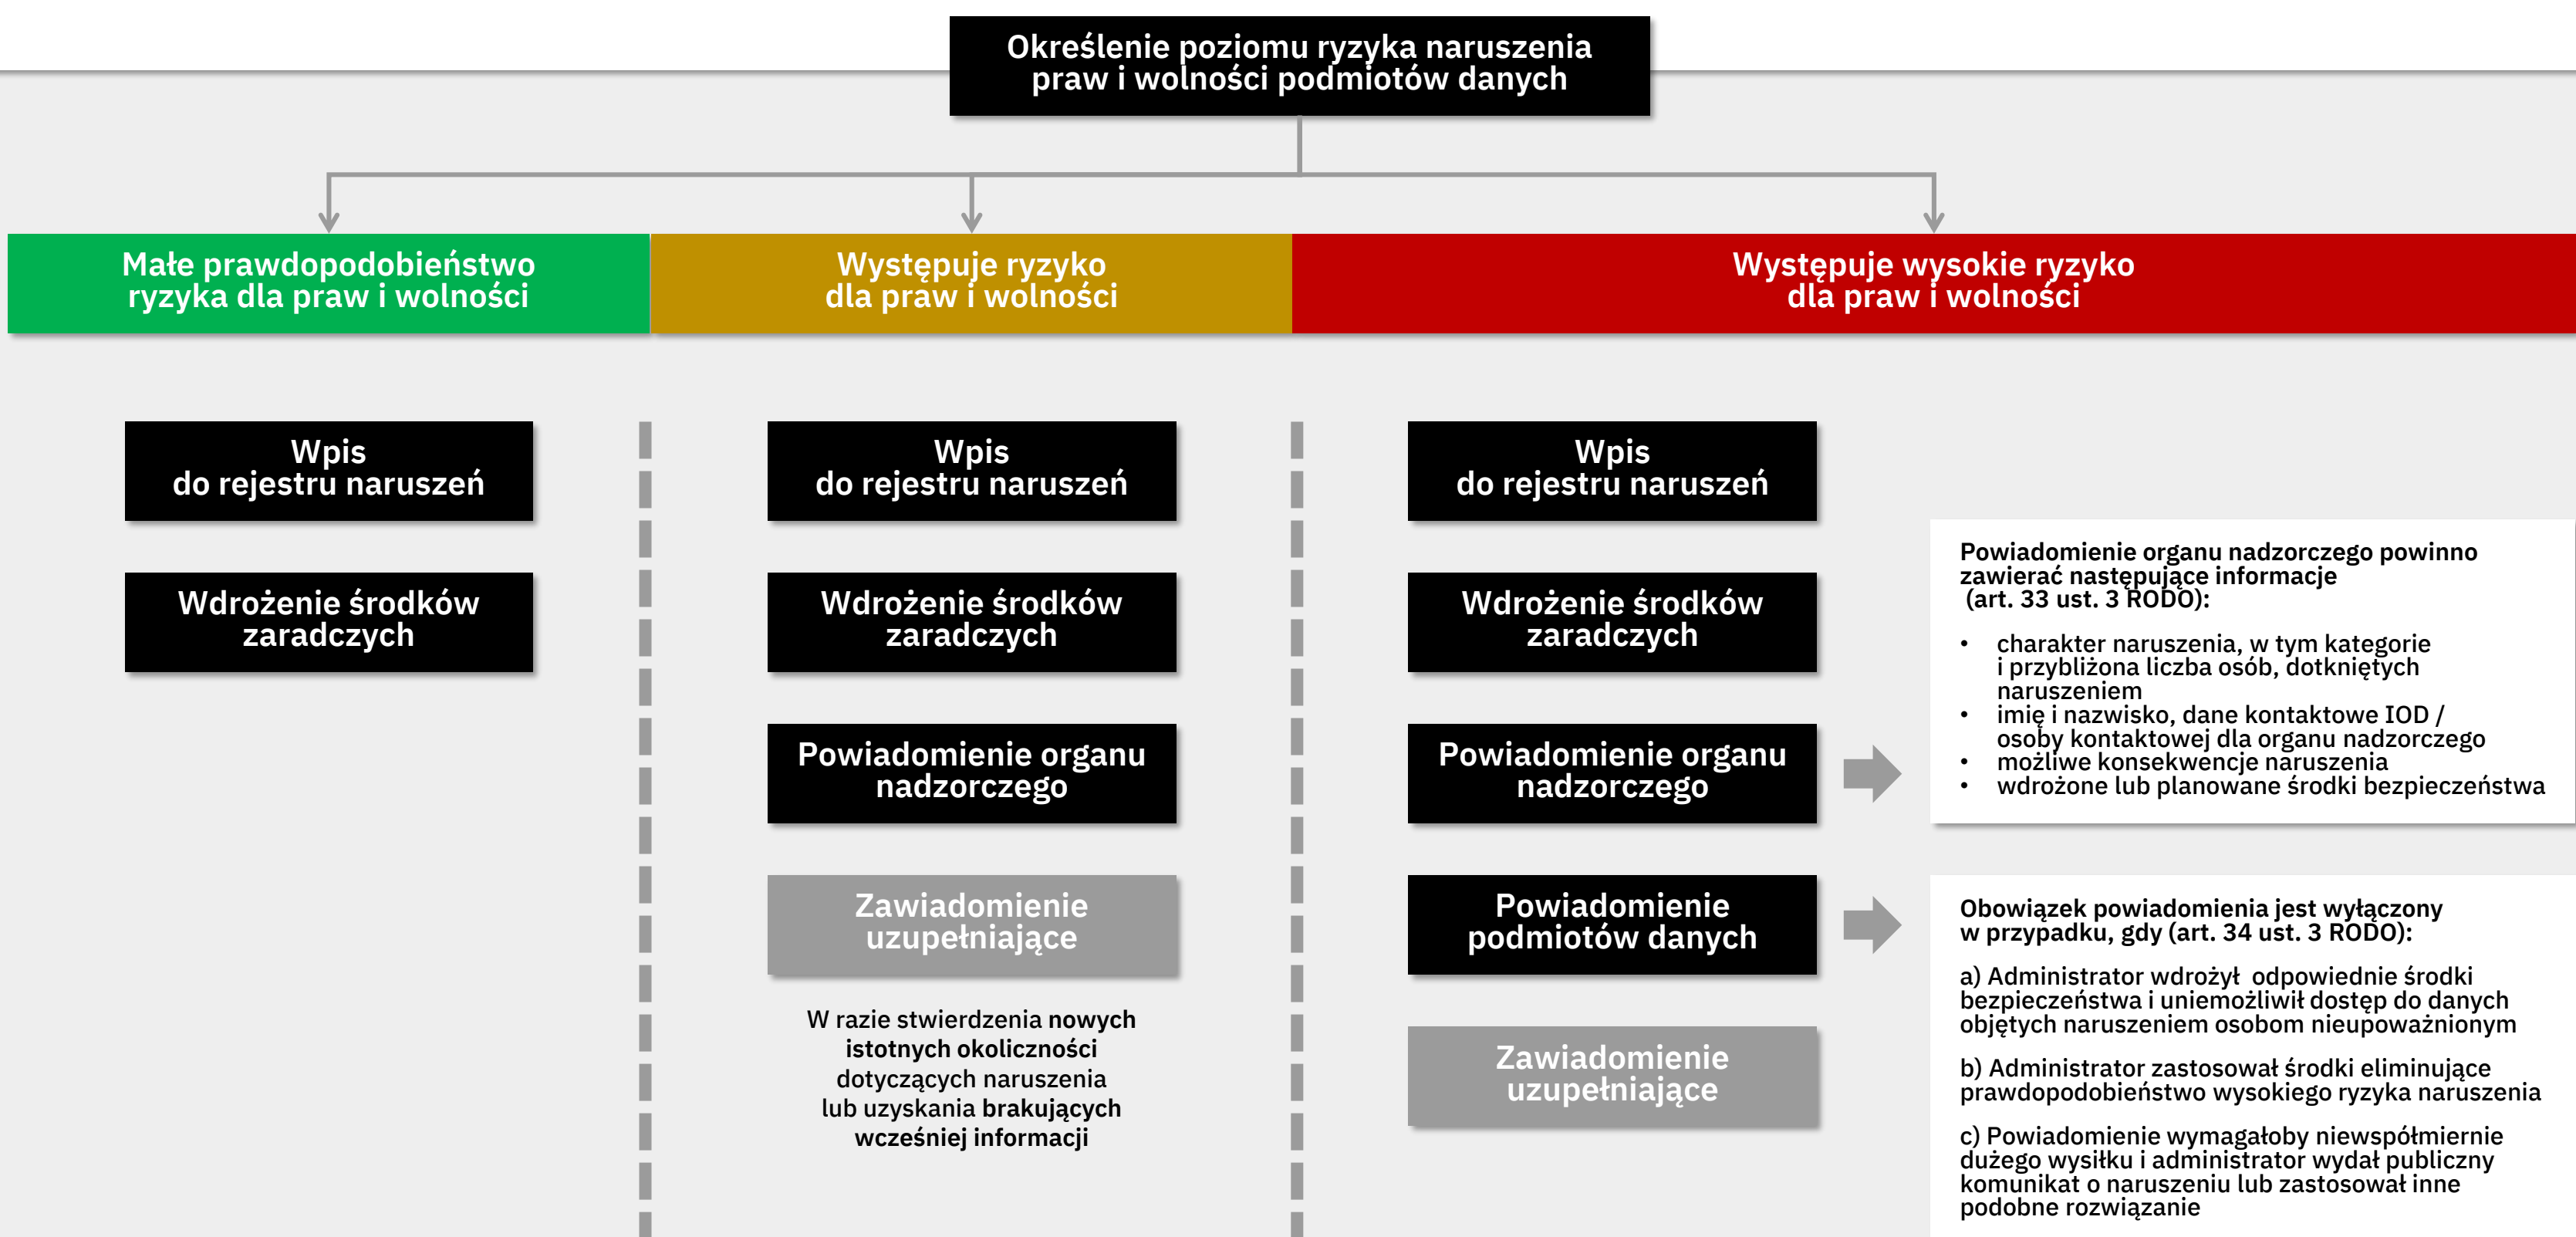 Określenie poziomu ryzyka naruszenia
praw i wolności podmiotów danych
Małe prawdopodobieństwo
ryzyka dla praw i wolności
Występuje ryzyko
dla praw i wolności
Występuje wysokie ryzyko
dla praw i wolności
Wpis
do rejestru naruszeń
Wdrożenie środków
zaradczych
Wpis
do rejestru naruszeń
Wdrożenie środków
zaradczych
Powiadomienie organu
nadzorczego
Zawiadomienie
uzupełniające
W razie stwierdzenia nowych
istotnych okoliczności
dotyczących naruszenia
lub uzyskania brakujących
wcześniej informacji
Wpis
do rejestru naruszeń
Wdrożenie środków
zaradczych
Powiadomienie organu
nadzorczego
Powiadomienie
podmiotów danych
Zawiadomienie
uzupełniające
Powiadomienie organu nadzorczego powinno
zawierać następujące informacje
(art. 33 ust. 3 RODO):
• charakter naruszenia, w tym kategorie
i przybliżona liczba osób, dotkniętych
naruszeniem
• imię i nazwisko, dane kontaktowe IOD /
osoby kontaktowej dla organu nadzorczego
• możliwe konsekwencje naruszenia
• wdrożone lub planowane środki bezpieczeństwa
Obowiązek powiadomienia jest wyłączony
w przypadku, gdy (art. 34 ust. 3 RODO):
a) Administrator wdrożył odpowiednie środki
bezpieczeństwa i uniemożliwił dostęp do danych
objętych naruszeniem osobom nieupoważnionym
b) Administrator zastosował środki eliminujące
prawdopodobieństwo wysokiego ryzyka naruszenia
c) Powiadomienie wymagałoby niewspółmiernie
dużego wysiłku i administrator wydał publiczny
komunikat o naruszeniu lub zastosował inne
podobne rozwiązanie